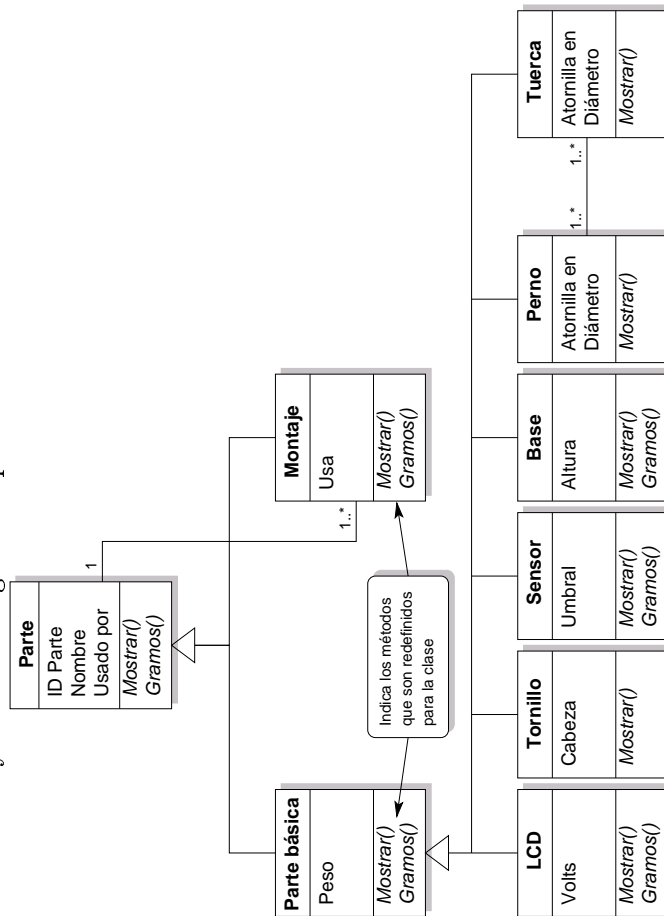 Parte
ID Parte
Nombre
Usado por
Mostrar()
Gramos()
1
1..*
Parte básica
Peso
Mostrar()
Gramos()
Montaje
Usa
Mostrar()
Gramos()
Indica los métodos
que son redefinidos
para la clase
LCD
Volts
Mostrar()
Gramos()
Tornillo
Cabeza
Mostrar()
Sensor
Umbral
Mostrar()
Gramos()
Base
Altura
Mostrar()
Gramos()
Perno
Atornilla en
Diámetro
Mostrar()
1..*
1..*
Tuerca
Atornilla en
Diámetro
Mostrar()